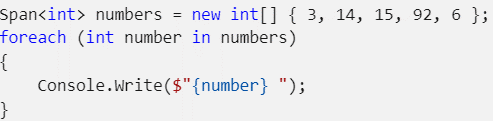 Span<int> numbers = new int[] { 3, 14, 15, 92, 6 };
foreach (int number in numbers)
{
    Console.Write($"{number} ");
}